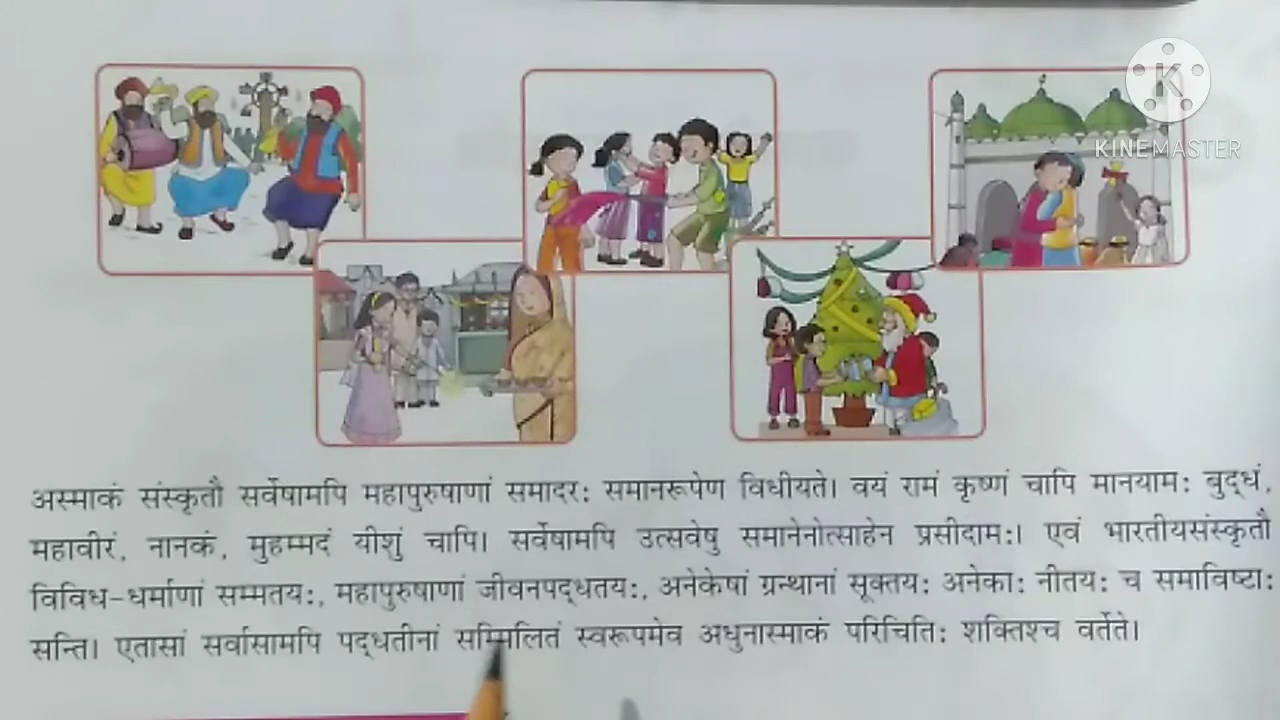 K
KINEMASTER
अस्माकं संस्कृतौ सर्वेषामपि महापुरुषाणां समादरः समानरूपेण विधीयते। वयं रामं कृष्णं चापि मानयामः बुद्धं,
महावीरं, नानकं, मुहम्मदं यीशुं चापि। सर्वेषामपि उत्सवेषु समानेनोत्साहेन प्रसीदामः। एवं भारतीयसंस्कृतौ
विविध-धर्माणां सम्मतयः, महापुरुषाणां जीवनपद्धतयः, अनेकेषां ग्रन्थानां सूक्तयः अनेकाः नीतयः च समाविष्टाः
सन्ति। एतासां सर्वासामपि पद्धतीनां सम्मिलितं स्वरूपमेव अधुनास्माकं परिचितिः शक्तिश्च वर्तेते।